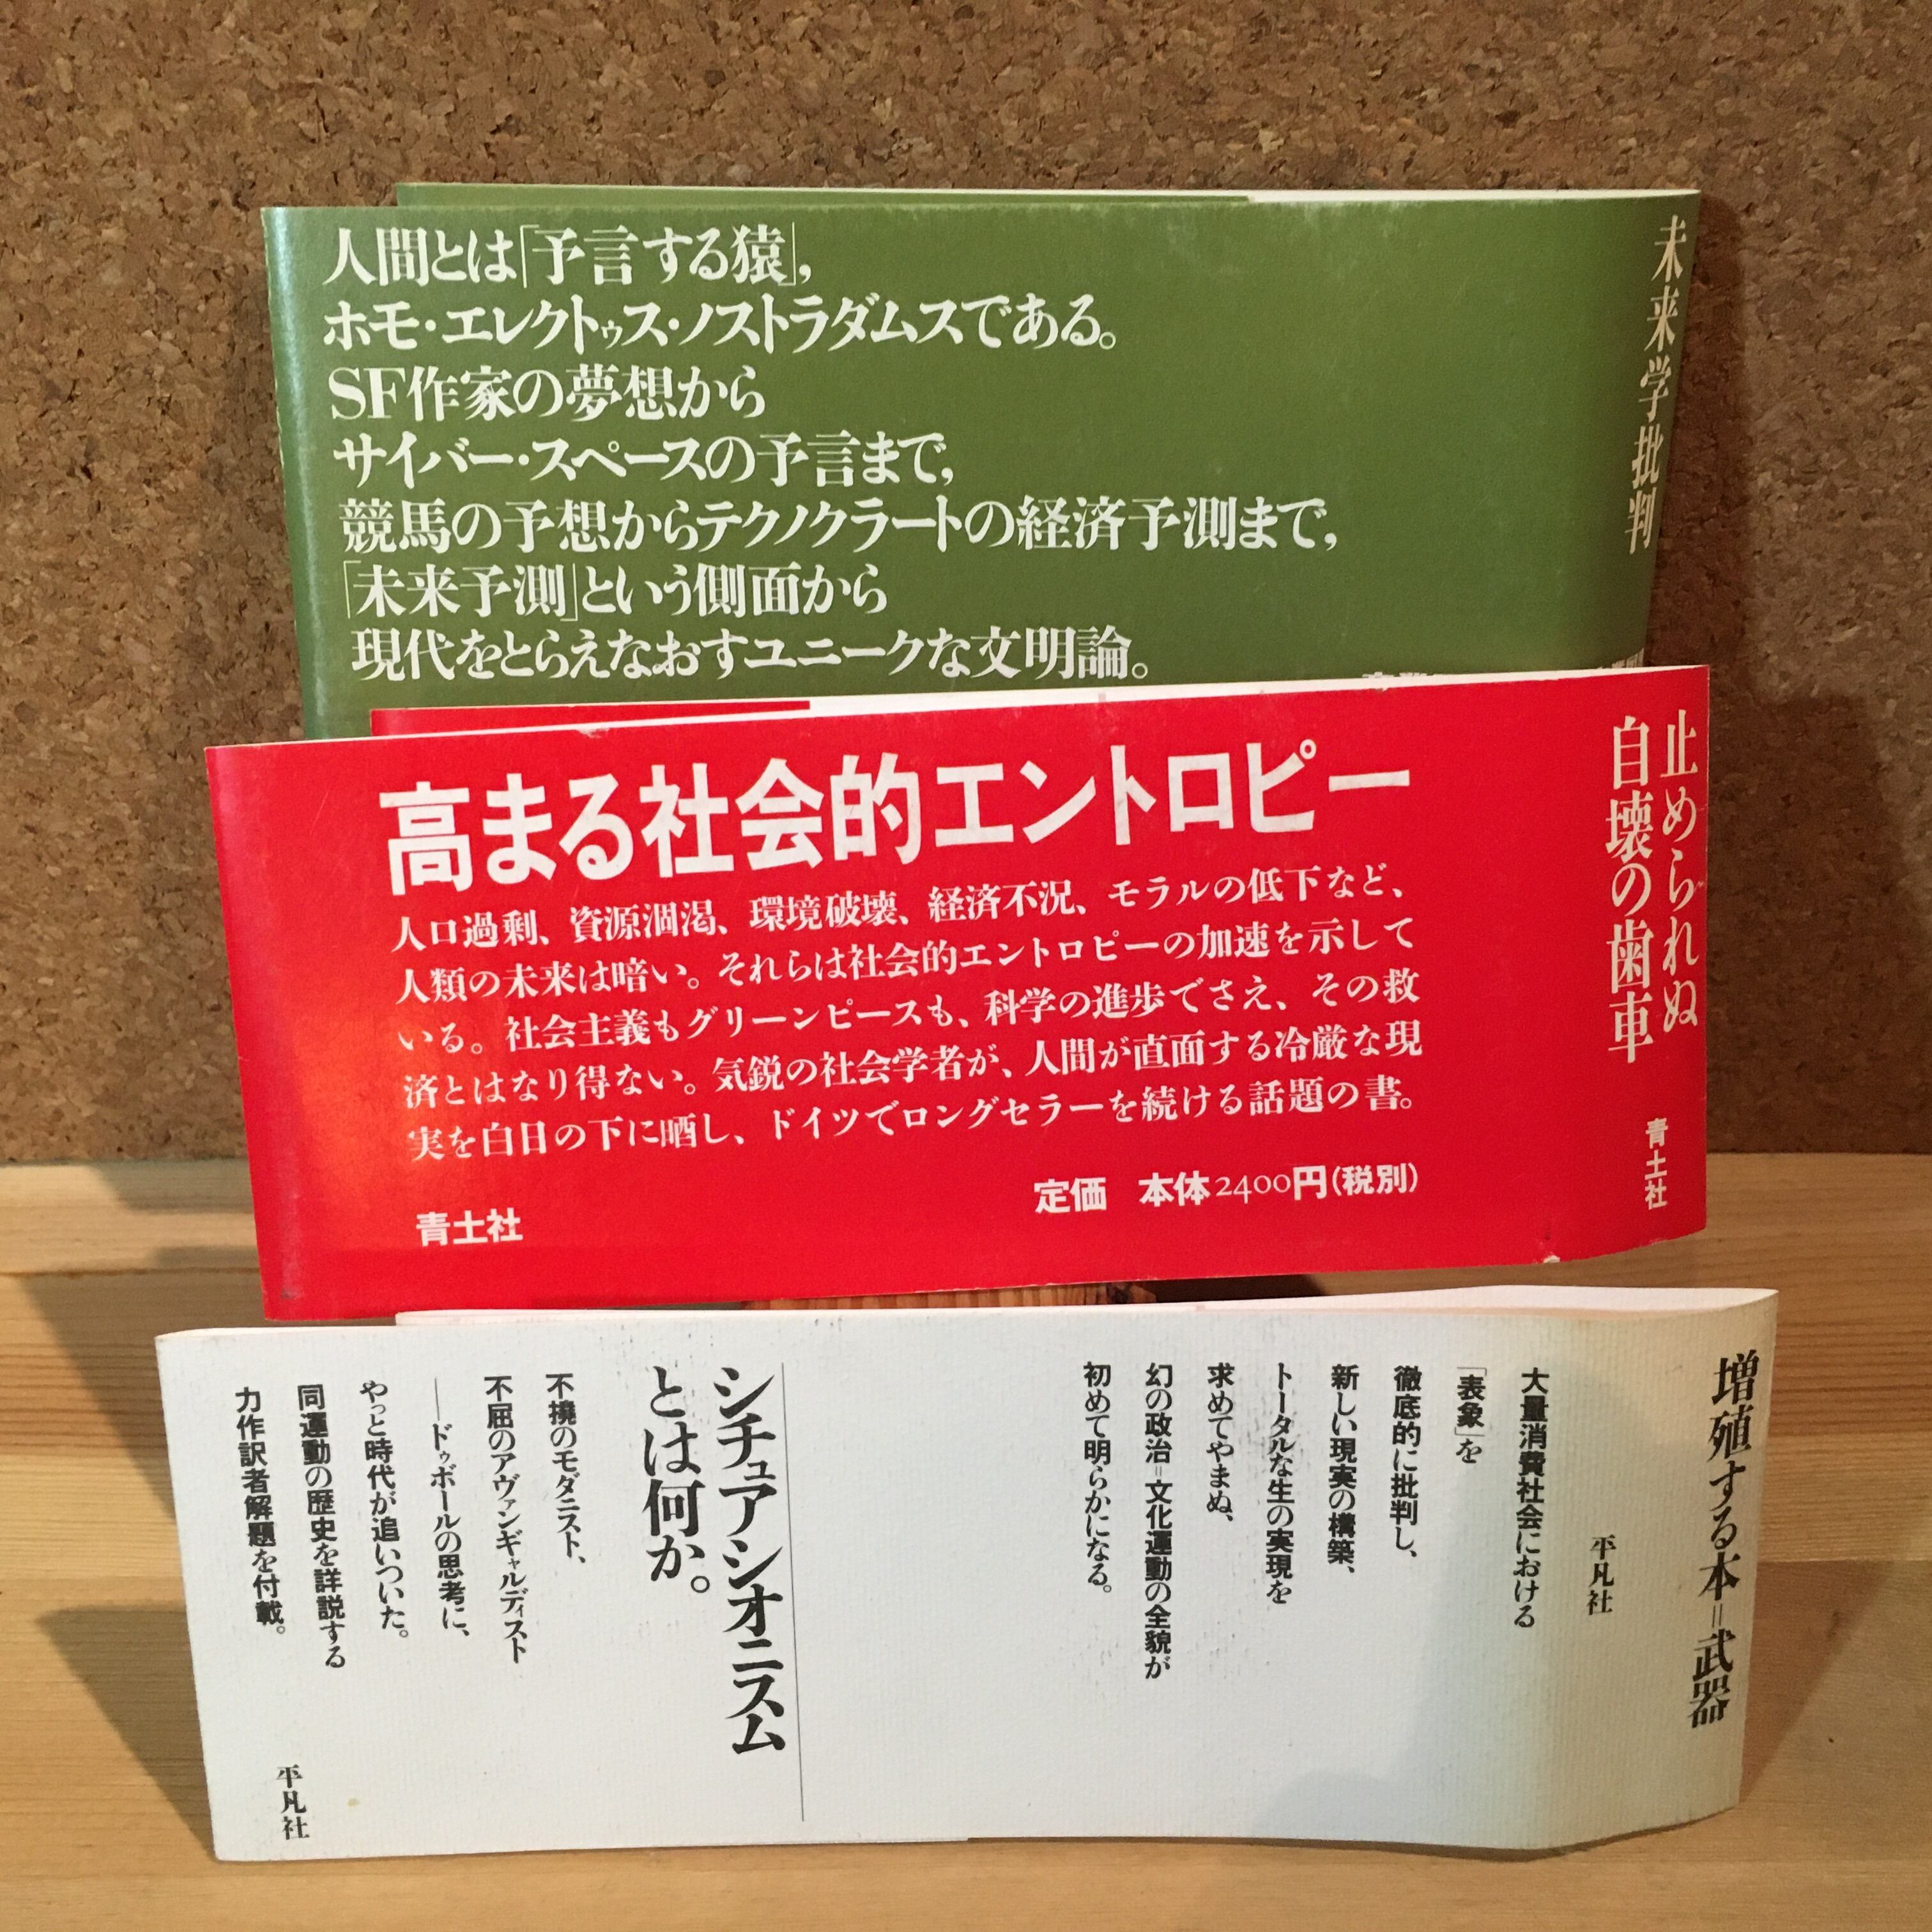 人間とは「予言する猿」,
ホモ・エレクトゥス・ノストラダムスである。
SF作家の夢想から
サイバー・スペースの予言まで,
競馬の予想からテクノクラートの経済予測まで,
「未来予測」という側面から
現代をとらえなおすユニークな文明論。
未来学批判
高まる社会的エントロピー
人口過剰、資源涸渇、環境破壊、経済不況、モラルの低下など、
人類の未来は暗い。それらは社会的エントロピーの加速を示して
いる。社会主義もグリーンピースも、科学の進歩でさえ、その救
済とはなり得ない。気鋭の社会学者が、人間が直面する冷厳な現
実を白日の下に晒し、ドイツでロングセラーを続ける話題の書。
定価　本体2400円(税別)
青土社
止められぬ
自壊の歯車
青土社
増殖する本=武器
平凡社
大量消費社会における
「表象」を
徹底的に批判し、
新しい現実の構築、
トータルな生の実現を
求めてやまぬ、
幻の政治=文化運動の全貌が
初めて明らかになる。
シチュアシオニスム
とは何か。
不撓のモダニスト、
不屈のアヴァンギャルディスト
――ドゥボールの思考に、
やっと時代が追いついた。
同運動の歴史を詳説する
力作訳者解題を付載。
平凡社